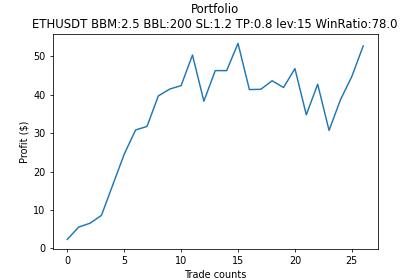 Portfolio
ETHUSDT BBM:2.5 BBL:200 SL:1.2 TP:0.8 lev:15 WinRatio:78.0
50
40
30
20
10
0
Profit ($)
0 5 10 15 20 25
Trade counts